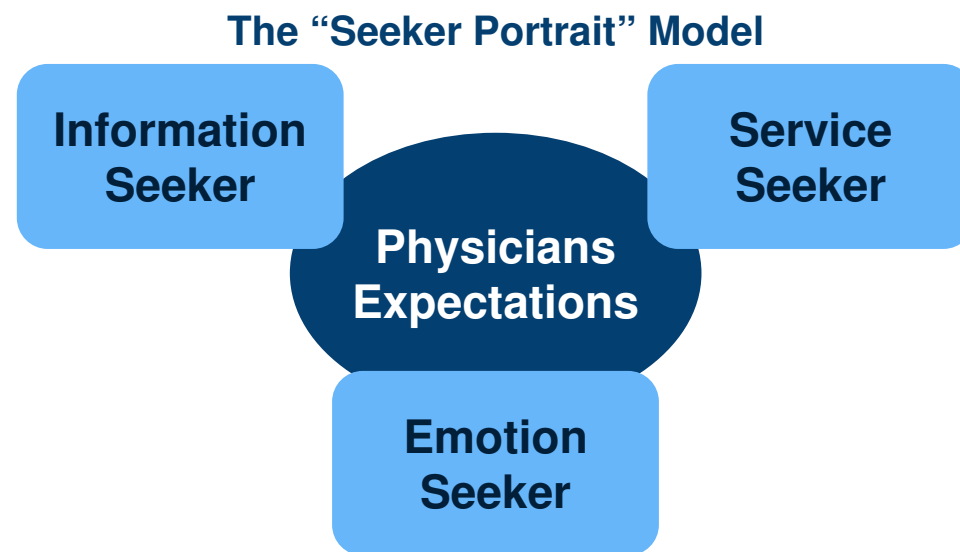 The “Seeker Portrait” Model
Information
Seeker
Service
Seeker
Physicians
Expectations
Emotion
Seeker